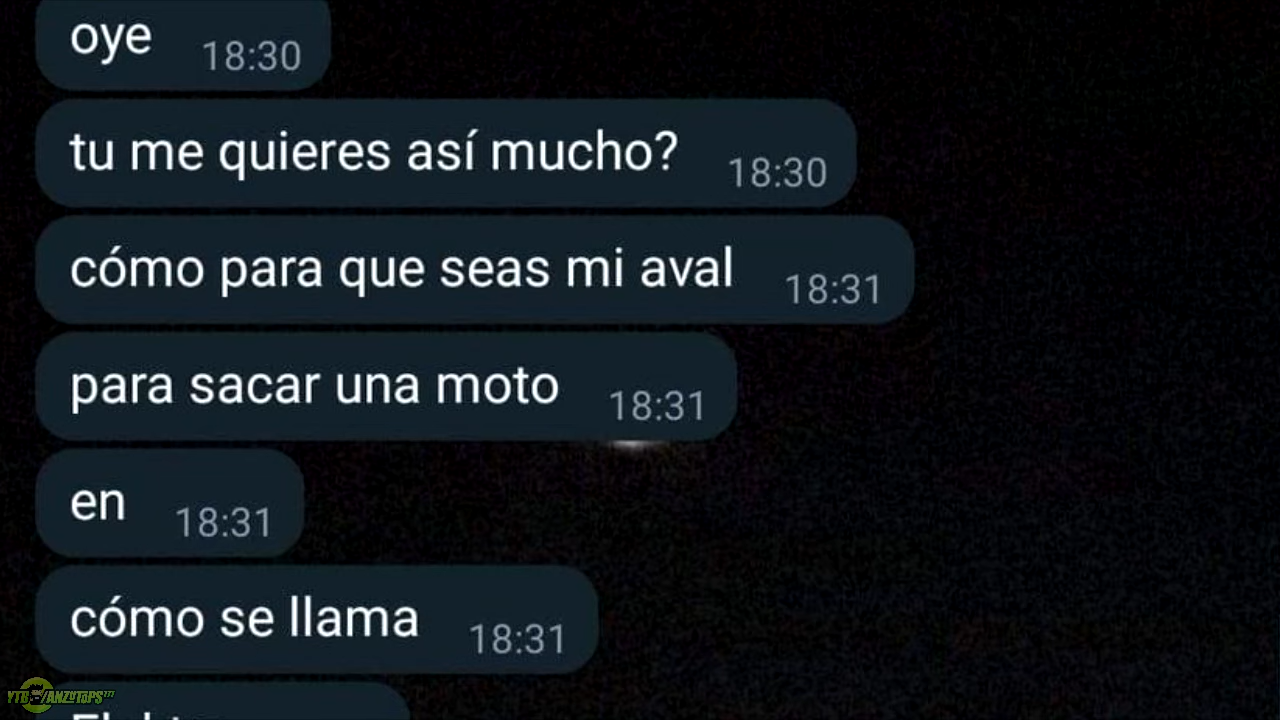 oye 18:30
tu me quieres así mucho? 18:30
cómo para que seas mi aval 18:31
para sacar una moto 18:31
en 18:31
cómo se llama 18:31